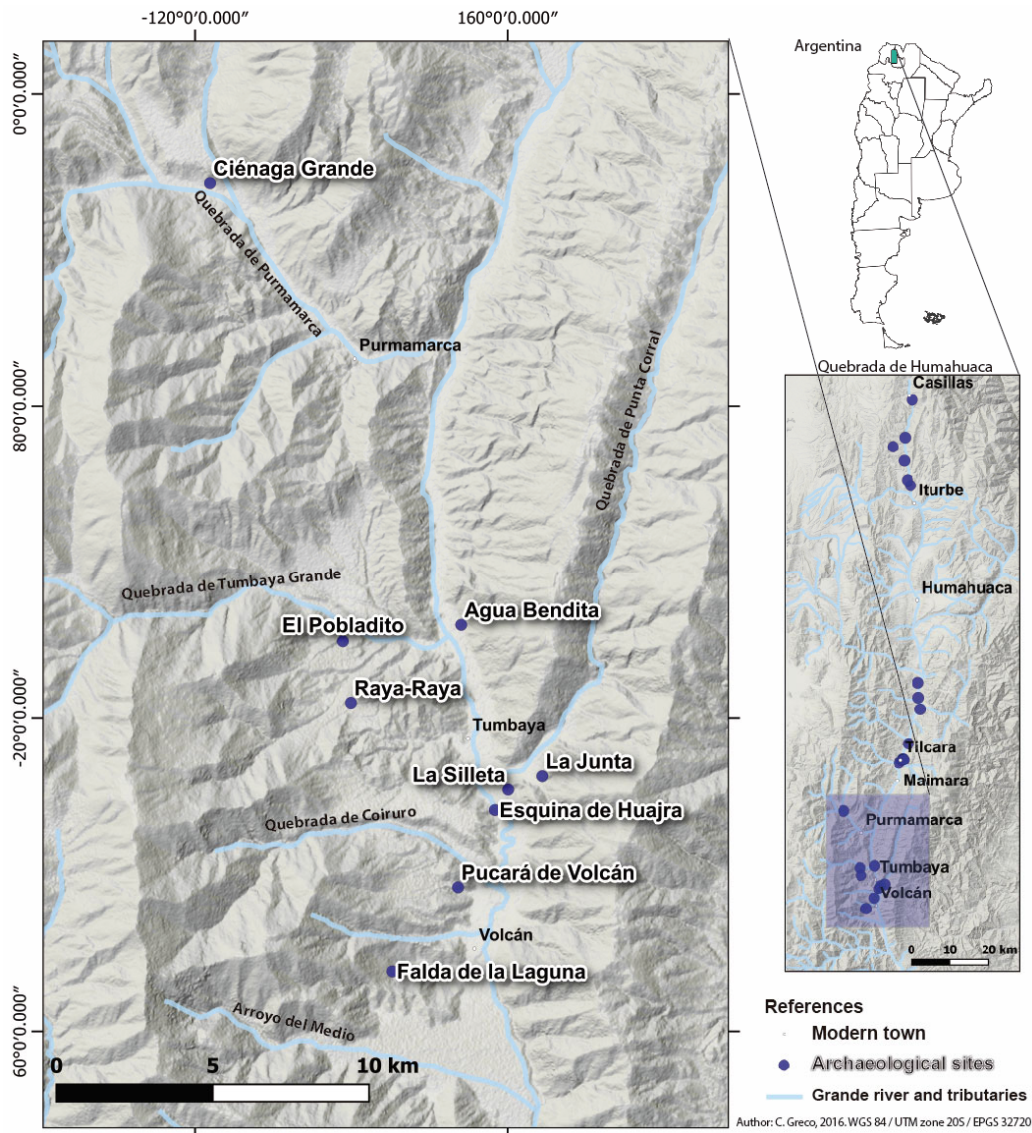 -120°0'0.000"
160°0'0.000"
0°0'0.000"
80°0'0.000"
-20°0'0.000"
60°0'0.000"
Ciénaga Grande
Quebrada de Purmamarca
Purmamarca
Quebrada de Punta Corral
Quebrada de Tumbaya Grande
El Pobladito
Agua Bendita
Raya-Raya
Tumbaya
La Junta
La Silleta
Esquina de Huajra
Quebrada de Coiruro
Pucará de Volcán
Volcán
Falda de la Laguna
Arroyo del Medio
0 5 10 km
Argentina
Quebrada de Humahuaca
Casillas
Iturbe
Humahuaca
Tilcara
Maimara
Purmamarca
Tumbaya
Volcán
0 10 20 km
References
Modern town
Archaeological sites
Grande river and tributaries
Author: C. Greco, 2016. WGS 84 / UTM zone 20S / EPGS 32720